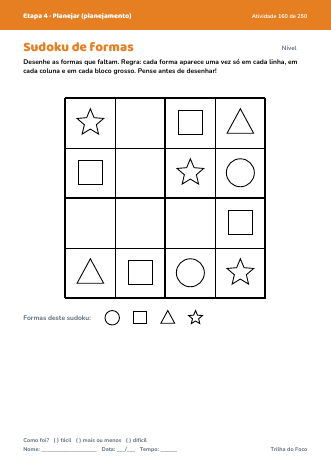 Etapa 4 - Planejar (planejamento)
Atividade 160 de 250
Sudoku de formas
Nível
Desenhe as formas que faltam. Regra: cada forma aparece uma vez só em cada linha, em
cada coluna e em cada bloco grosso. Pense antes de desenhar!
Formas deste sudoku:
Como foi? ( ) fácil ( ) mais ou menos ( ) difícil
Nome: ____________________ Data: ___/___ Tempo: ______
Trilha do Foco